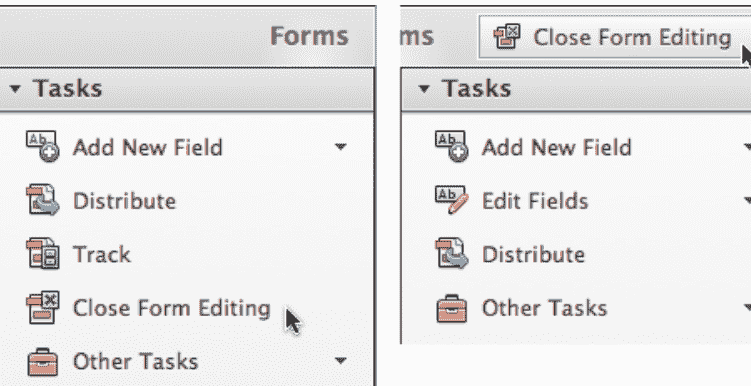 Forms
Tasks
Add New Field
Distribute
Track
Close Form Editing
Other Tasks
ms
Close Form Editing
Tasks
Add New Field
Edit Fields
Distribute
Other Tasks